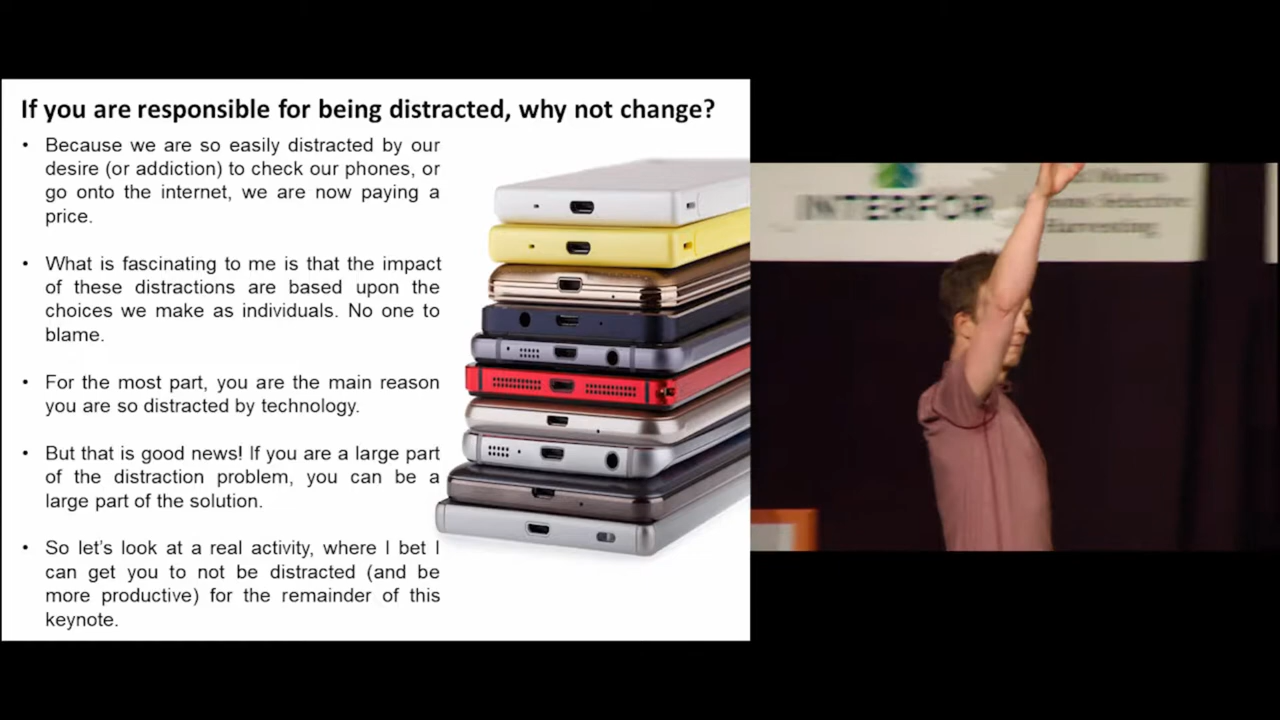 If you are responsible for being distracted, why not change?
• Because we are so easily distracted by our
desire (or addiction) to check our phones, or
go onto the internet, we are now paying a
price.
• What is fascinating to me is that the impact
of these distractions are based upon the
choices we make as individuals. No one to
blame.
• For the most part, you are the main reason
you are so distracted by technology.
• But that is good news! If you are a large part
of the distraction problem, you can be a
large part of the solution.
• So let’s look at a real activity, where I bet I
can get you to not be distracted (and be
more productive) for the remainder of this
keynote.
INTERFOR
Selective
Harvesting